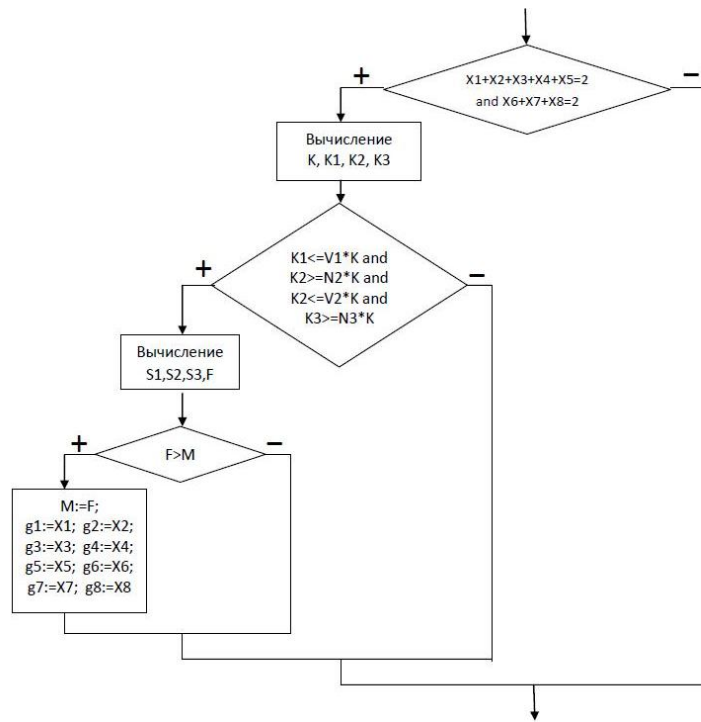 X1+X2+X3+X4+X5=2
and X6+X7+X8=2
+
−
Вычисление
K, K1, K2, K3
K1<=V1*K and
K2>=N2*K and
K2<=V2*K and
K3>=N3*K
+
−
Вычисление
S1,S2,S3,F
F>M
+
−
M:=F;
g1:=X1; g2:=X2;
g3:=X3; g4:=X4;
g5:=X5; g6:=X6;
g7:=X7; g8:=X8